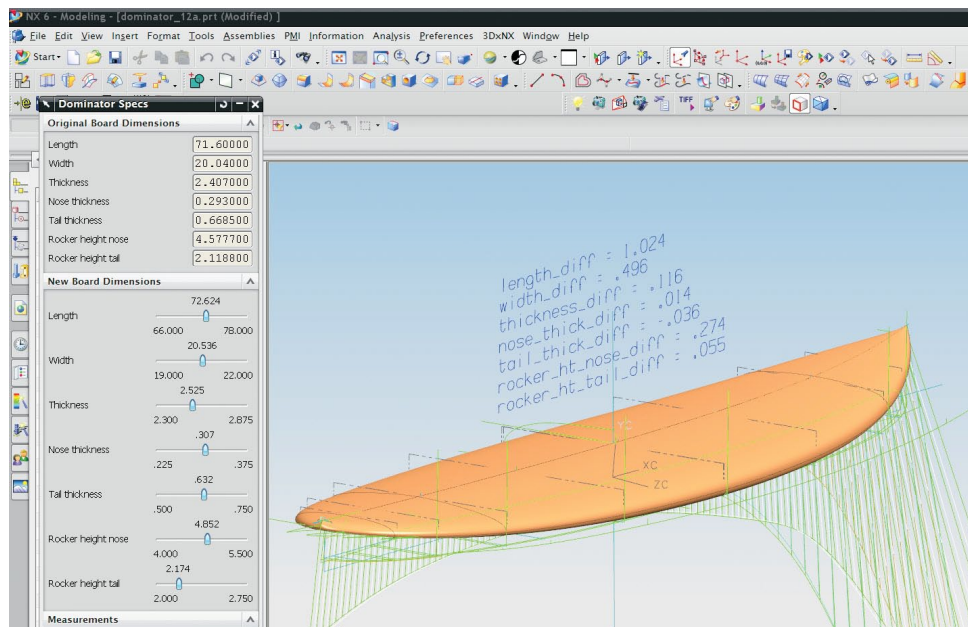 NX 6 - Modeling - [dominator_12a.prt (Modified) ]
File Edit View Insert Format Tools Assemblies PMI Information Analysis Preferences 3DxNX Window Help
Start
TIFF
Dominator Specs
Original Board Dimensions
Length 71.60000
Width 20.04000
Thickness 2.407000
Nose thickness 0.293000
Tail thickness 0.668500
Rocker height nose 4.577700
Rocker height tail 2.118800
New Board Dimensions
72.624
Length
66.000 78.000
20.536
Width
19.000 22.000
2.525
Thickness
2.300 2.875
.307
Nose thickness
.225 .375
.632
Tail thickness
.500 .750
4.852
Rocker height nose
4.000 5.500
2.174
Rocker height tail
2.000 2.750
Measurements
length_diff : 1.024
width_diff : .496
thickness_diff : .116
nose_thick_diff : .014
tail_thick_diff : -.036
rocker_ht_nose_diff : .274
rocker_ht_tail_diff : .055
XC
ZC